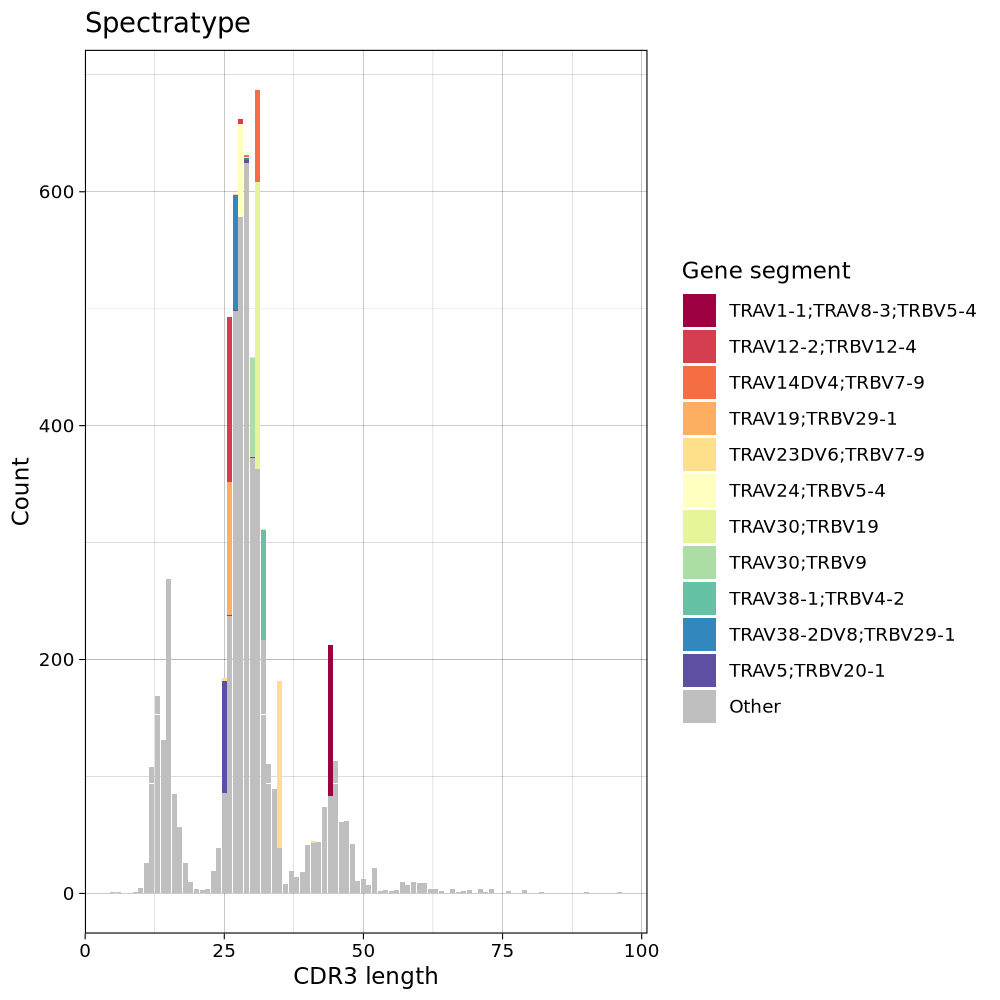 Spectratype
Count
600
400
200
0
0
25
50
75
100
CDR3 length
Gene segment
TRAV1-1;TRAV8-3;TRBV5-4
TRAV12-2;TRBV12-4
TRAV14DV4;TRBV7-9
TRAV19;TRBV29-1
TRAV23DV6;TRBV7-9
TRAV24;TRBV5-4
TRAV30;TRBV19
TRAV30;TRBV9
TRAV38-1;TRBV4-2
TRAV38-2DV8;TRBV29-1
TRAV5;TRBV20-1
Other